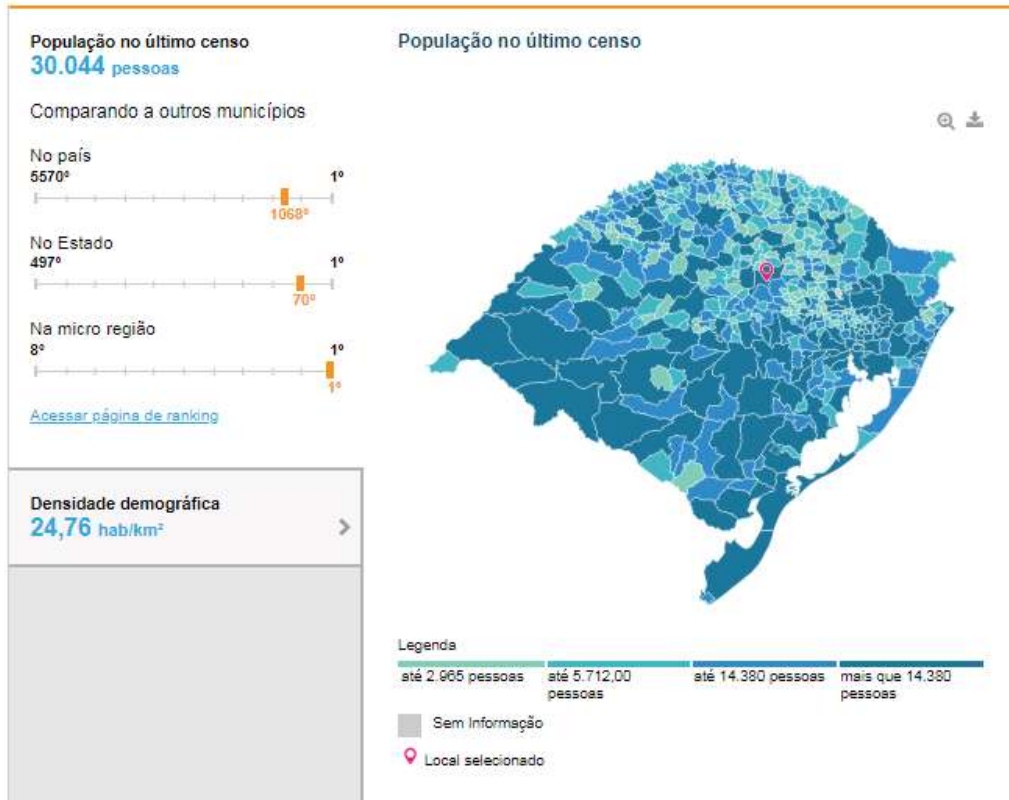 População no último censo
30.044 pessoas
Comparando a outros municípios
No país
5570º 1º
1068º
No Estado
497º 1º
70º
Na micro região
8º 1º
1º
Acessar página de ranking
Densidade demográfica
24,76 hab/km²
População no último censo
Legenda
até 2.965 pessoas
até 5.712,00
pessoas
até 14.380 pessoas
mais que 14.380
pessoas
Sem Informação
Local selecionado